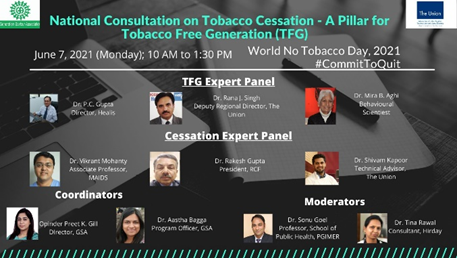 National Consultation on Tobacco Cessation - A Pillar for
Tobacco Free Generation (TFG)
The Union
June 7, 2021 (Monday); 10 AM to 1:30 PM
World No Tobacco Day, 2021
#CommitToQuit
TFG Expert Panel
Dr. P.C. Gupta
Director, Healis
Dr. Rana J. Singh
Deputy Regional Director, The
Union
Dr. Mira B. Aghi
Behavioural
Scientist
Cessation Expert Panel
Dr. Vikrant Mohanty
Associate Professor,
MAIDS
Dr. Rakesh Gupta
President, RCF
Dr. Shivam Kapoor
Technical Advisor,
The Union
Coordinators
Moderators
Opinder Preet K. Gill
Director, GSA
Dr. Aastha Bagga
Program Officer, GSA
Dr. Sonu Goel
Professor, School of
Public Health, PGIMER
Dr. Tina Rawal
Consultant, Hirday